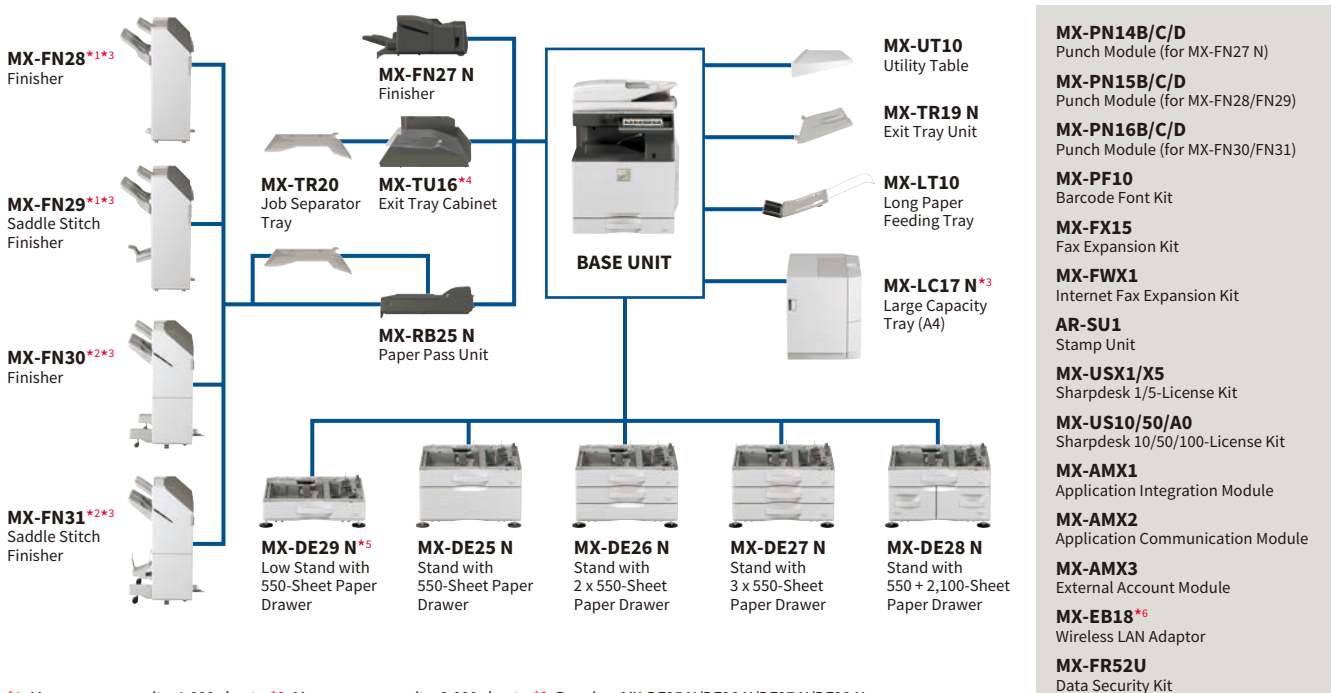 MX-FN28*1*3
Finisher
MX-FN29*1*3
Saddle Stitch
Finisher
MX-FN30*2*3
Finisher
MX-FN31*2*3
Saddle Stitch
Finisher
MX-FN27 N
Finisher
MX-TR20
Job Separator
Tray
MX-TU16*4
Exit Tray Cabinet
MX-RB25 N
Paper Pass Unit
BASE UNIT
MX-UT10
Utility Table
MX-TR19 N
Exit Tray Unit
MX-LT10
Long Paper
Feeding Tray
MX-LC17 N*3
Large Capacity
Tray (A4)
MX-DE29 N*5
Low Stand with
550-Sheet Paper
Drawer
MX-DE25 N
Stand with
550-Sheet Paper
Drawer
MX-DE26 N
Stand with
2 x 550-Sheet
Paper Drawer
MX-DE27 N
Stand with
3 x 550-Sheet
Paper Drawer
MX-DE28 N
Stand with
550 + 2,100-Sheet
Paper Drawer
MX-PN14B/C/D
Punch Module (for MX-FN27 N)
MX-PN15B/C/D
Punch Module (for MX-FN28/FN29)
MX-PN16B/C/D
Punch Module (for MX-FN30/FN31)
MX-PF10
Barcode Font Kit
MX-FX15
Fax Expansion Kit
MX-FWX1
Internet Fax Expansion Kit
AR-SU1
Stamp Unit
MX-USX1/X5
Sharpdesk 1/5-License Kit
MX-US10/50/A0
Sharpdesk 10/50/100-License Kit
MX-AMX1
Application Integration Module
MX-AMX2
Application Communication Module
MX-AMX3
External Account Module
MX-EB18*6
Wireless LAN Adaptor
MX-FR52U
Data Security Kit